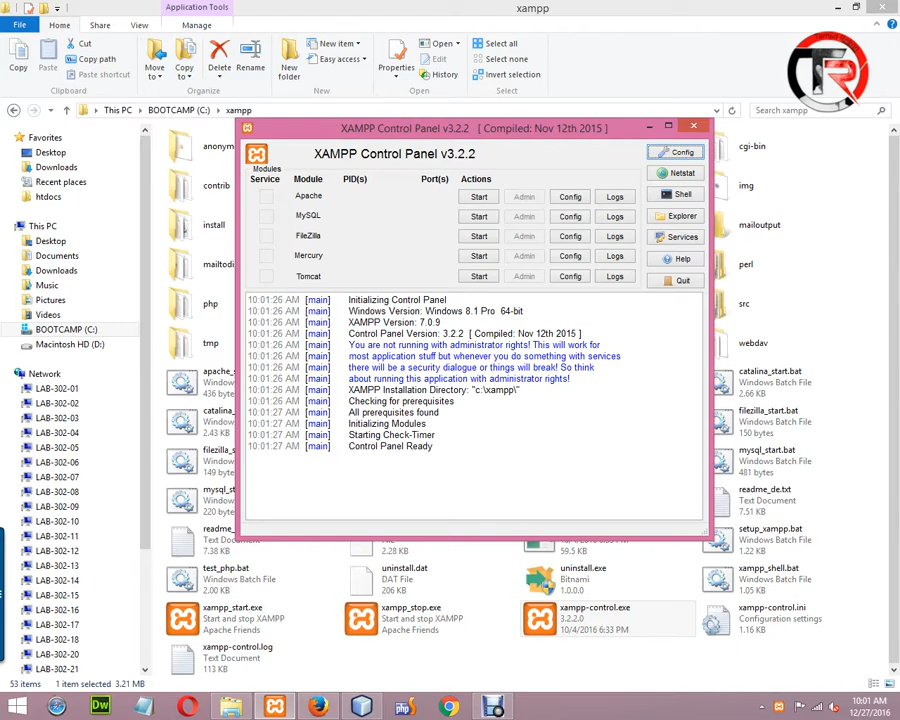 Application Tools
xampp
File
Home
Share
View
Manage
Copy
Paste
Cut
Copy path
Paste shortcut
Clipboard
Move to
Copy to
Delete
Rename
Organize
New folder
New item
Easy access
New
Properties
Open
Edit
History
Open
Select all
Select none
Invert selection
Select
This PC
BOOTCAMP (C:)
xampp
Search xampp
Favorites
Desktop
Downloads
Recent places
htdocs
This PC
Desktop
Documents
Downloads
Music
Pictures
Videos
BOOTCAMP (C:)
Macintosh HD (D:)
Network
LAB-302-01
LAB-302-02
LAB-302-03
LAB-302-04
LAB-302-05
LAB-302-06
LAB-302-07
LAB-302-08
LAB-302-09
LAB-302-10
LAB-302-11
LAB-302-12
LAB-302-13
LAB-302-14
LAB-302-15
LAB-302-16
LAB-302-17
LAB-302-18
LAB-302-20
LAB-302-21
anonym
contrib
install
mailtodi
php
tmp
apache_s
Windows
436 byte
catalina_
Windows
2.43 KB
filezilla_s
Windows
149 bytes
mysql_st
Windows
readme_
7.38 KB
test_php.bat
Windows Batch File
2.00 KB
xampp_start.exe
Start and stop XAMPP
Apache Friends
xampp-control.log
Text Document
113 KB
XAMPP Control Panel v3.2.2 [ Compiled: Nov 12th 2015 ]
XAMPP Control Panel v3.2.2
Modules
Service
Module
PID(s)
Port(s)
Actions
Apache
Start
Admin
Config
Logs
MySQL
Start
Admin
Config
Logs
FileZilla
Start
Admin
Config
Logs
Mercury
Start
Admin
Config
Logs
Tomcat
Start
Admin
Config
Logs
Config
Netstat
Shell
Explorer
Services
Help
Quit
10:01:26 AM [main] Initializing Control Panel
10:01:26 AM [main] Windows Version: Windows 8.1 Pro 64-bit
10:01:26 AM [main] XAMPP Version: 7.0.9
10:01:26 AM [main] Control Panel Version: 3.2.2 [ Compiled: Nov 12th 2015 ]
10:01:26 AM [main] You are not running with administrator rights! This will work for
10:01:26 AM [main] most application stuff but whenever you do something with services
10:01:26 AM [main] there will be a security dialogue or things will break! So think
10:01:26 AM [main] about running this application with administrator rights!
10:01:26 AM [main] XAMPP Installation Directory: "c:\xampp\"
10:01:26 AM [main] Checking for prerequisites
10:01:27 AM [main] All prerequisites found
10:01:27 AM [main] Initializing Modules
10:01:27 AM [main] Starting Check-Timer
10:01:27 AM [main] Control Panel Ready
File
2.28 KB
uninstall.dat
DAT File
206 KB
xampp_stop.exe
Start and stop XAMPP
Apache Friends
10/4/2016 6:33 PM
59.5 KB
uninstall.exe
Bitnami
1.0.0.0
xampp-control.exe
3.2.2.0
10/4/2016 6:33 PM
cgi-bin
img
mailoutput
perl
src
webdav
catalina_start.bat
Windows Batch File
2.66 KB
filezilla_start.bat
Windows Batch File
150 bytes
mysql_start.bat
Windows Batch File
481 bytes
readme_de.txt
Text Document
7.51 KB
setup_xampp.bat
Windows Batch File
1.22 KB
xampp_shell.bat
Windows Batch File
1.05 KB
xampp-control.ini
Configuration settings
1.16 KB
53 items
1 item selected 3.21 MB
Dw
php
10:01 AM
12/27/2016